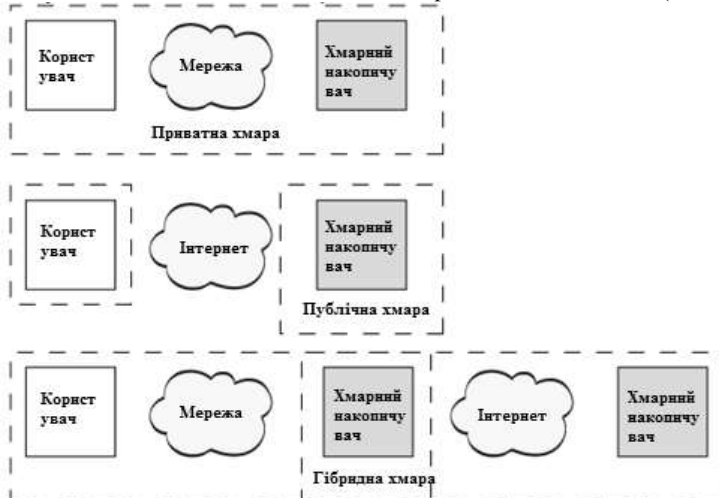 Корист
увач
Мережа
Хмарний
накопичу
вач
Приватна хмара
Корист
увач
Інтернет
Хмарний
накопичу
вач
Публічна хмара
Корист
увач
Мережа
Хмарний
накопичу
вач
Інтернет
Хмарний
накопичу
вач
Гібридна хмара